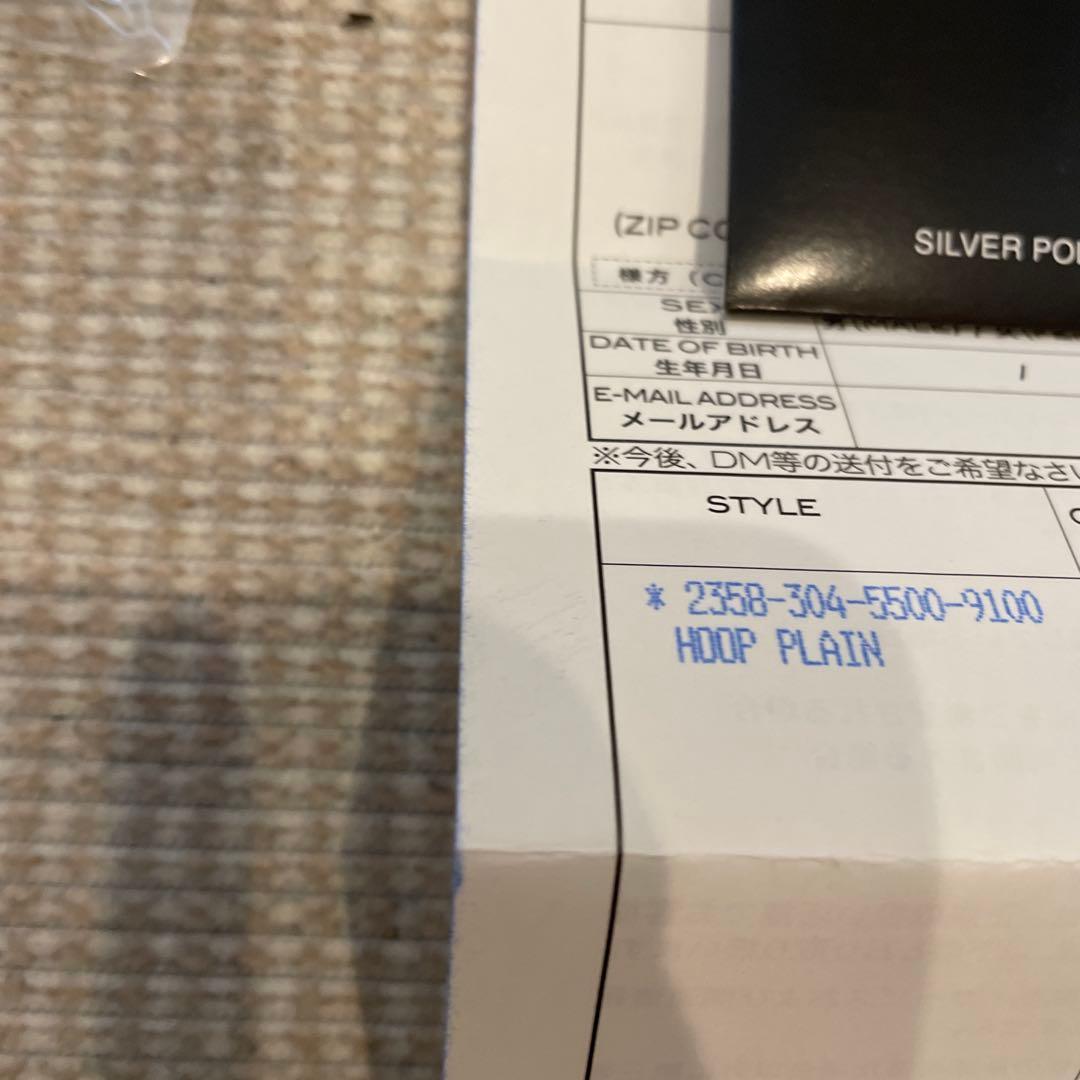 (ZIP CO
SILVER POL
様方 (C
SEX
性別
DATE OF BIRTH
生年月日
E-MAIL ADDRESS
メールアドレス
※今後、DM等の送付をご希望なさい
STYLE
* 2358-304-5500-9100
HOOP PLAIN